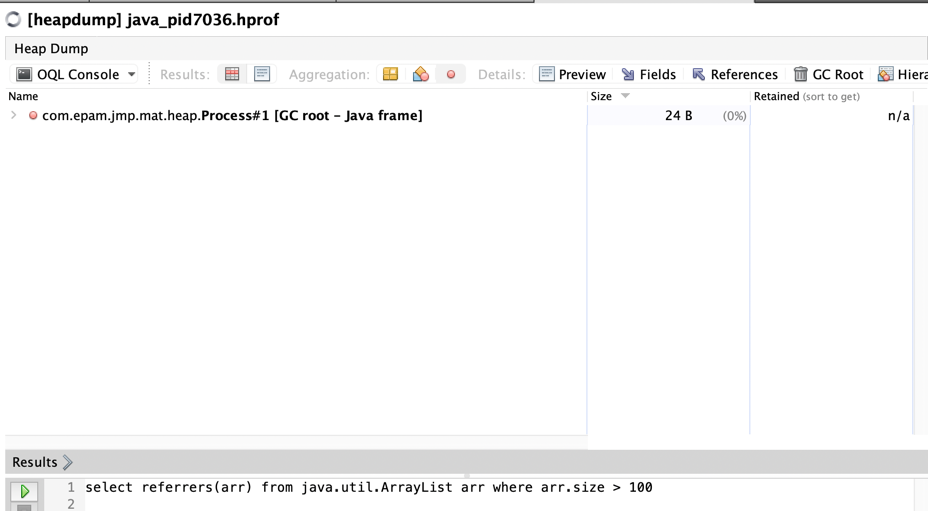 [heapdump] java_pid7036.hprof
Heap Dump
OQL Console Results: Aggregation: Details: Preview Fields References GC Root Hiera
Name Size Retained (sort to get)
com.epam.jmp.mat.heap.Process#1 [GC root – Java frame] 24 B (0%) n/a
Results
1 select referrers(arr) from java.util.ArrayList arr where arr.size > 100
2